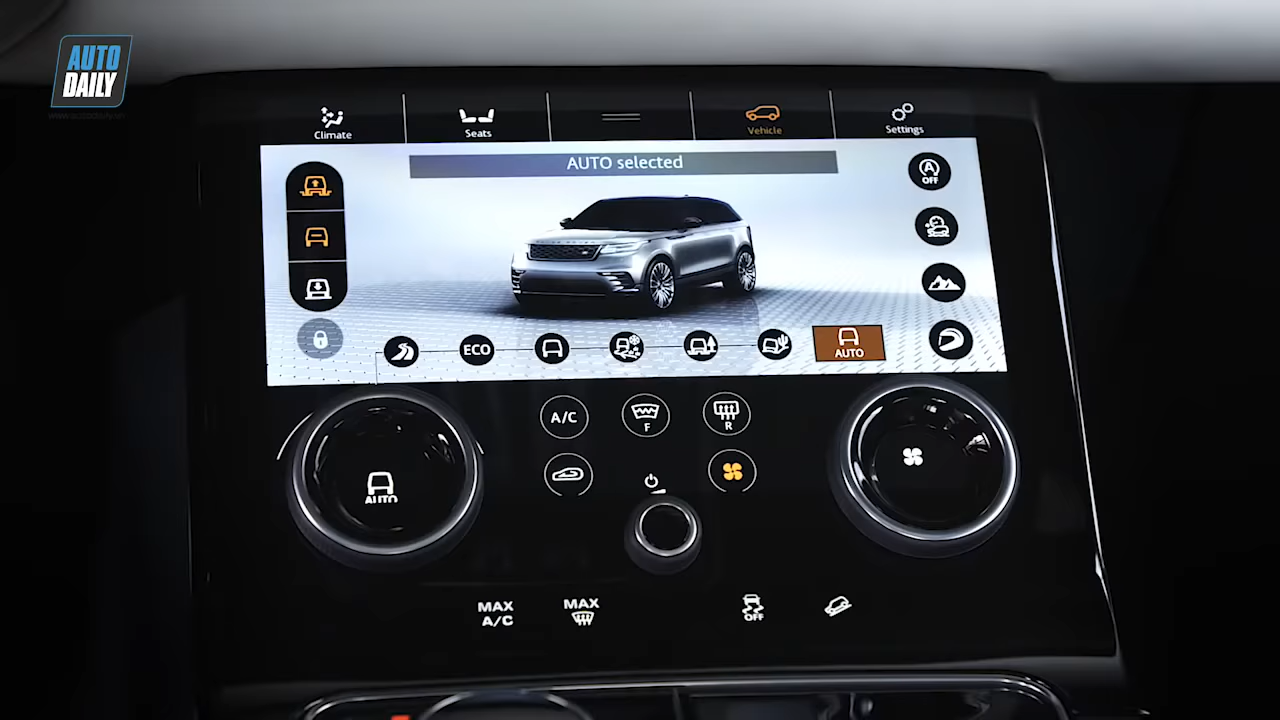 AUTO
DAILY
Climate
Seats
Vehicle
Settings
AUTO selected
OFF
ECO
AUTO
A/C
F
R
AUTO
MAX
A/C
MAX
OFF